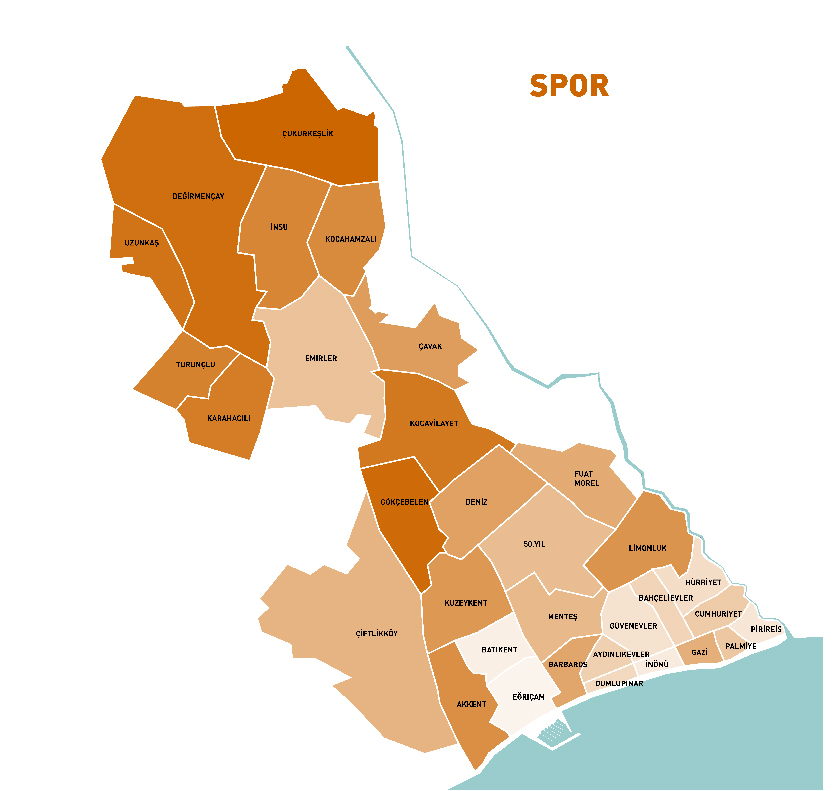 SPOR
ÇUKURKEŞLİK
DEĞİRMENÇAY
İNSU
KOCAHAMZALI
UZUNKAŞ
ÇAVAK
EMİRLER
TURUNÇLU
KARAHACILI
KOCAVİLAYET
FUAT
MOREL
GÖKÇEBELEN
DENİZ
50.YIL
LİMONLUK
HÜRRİYET
BAHÇELİEVLER
KUZEYKENT
CUMHURİYET
MENTEŞ
GÜVENEVLER
PİRİREİS
ÇİFTLİKKÖY
PALMİYE
BATIKENT
GAZİ
AYDINLIKEVLER
BARBAROS
İNÖNÜ
DUMLUPINAR
EĞRİÇAM
AKKENT